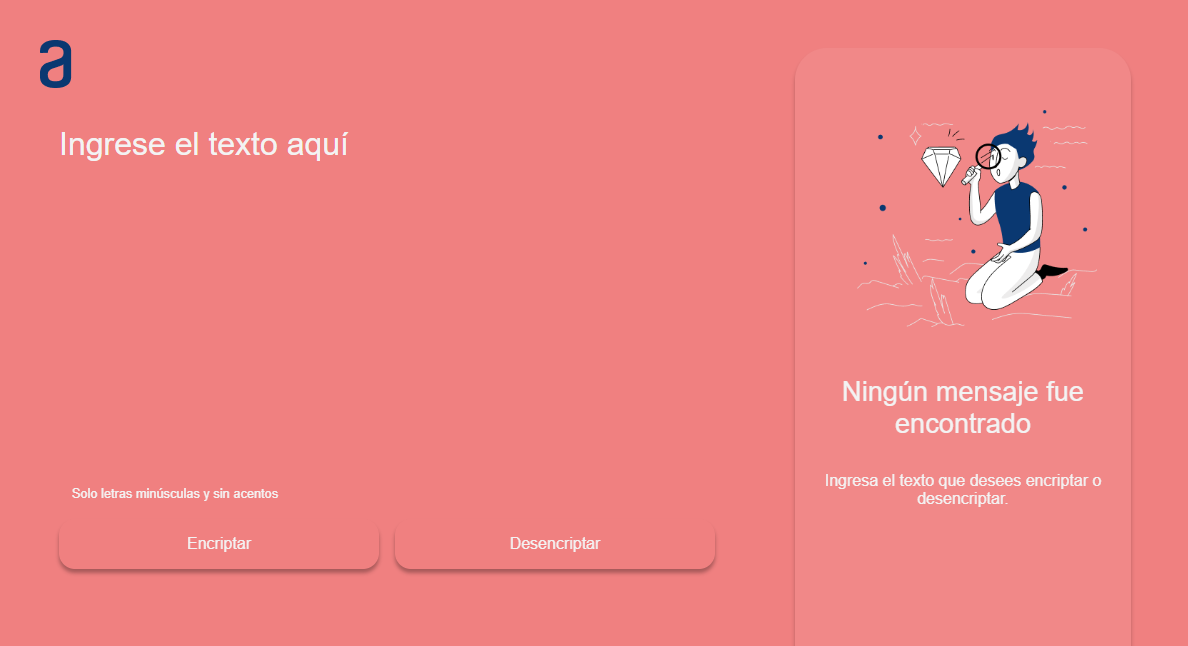 a
Ingrese el texto aquí
Solo letras minúsculas y sin acentos
Encriptar
Desencriptar
Ningún mensaje fue
encontrado
Ingresa el texto que desees encriptar o
desencriptar.